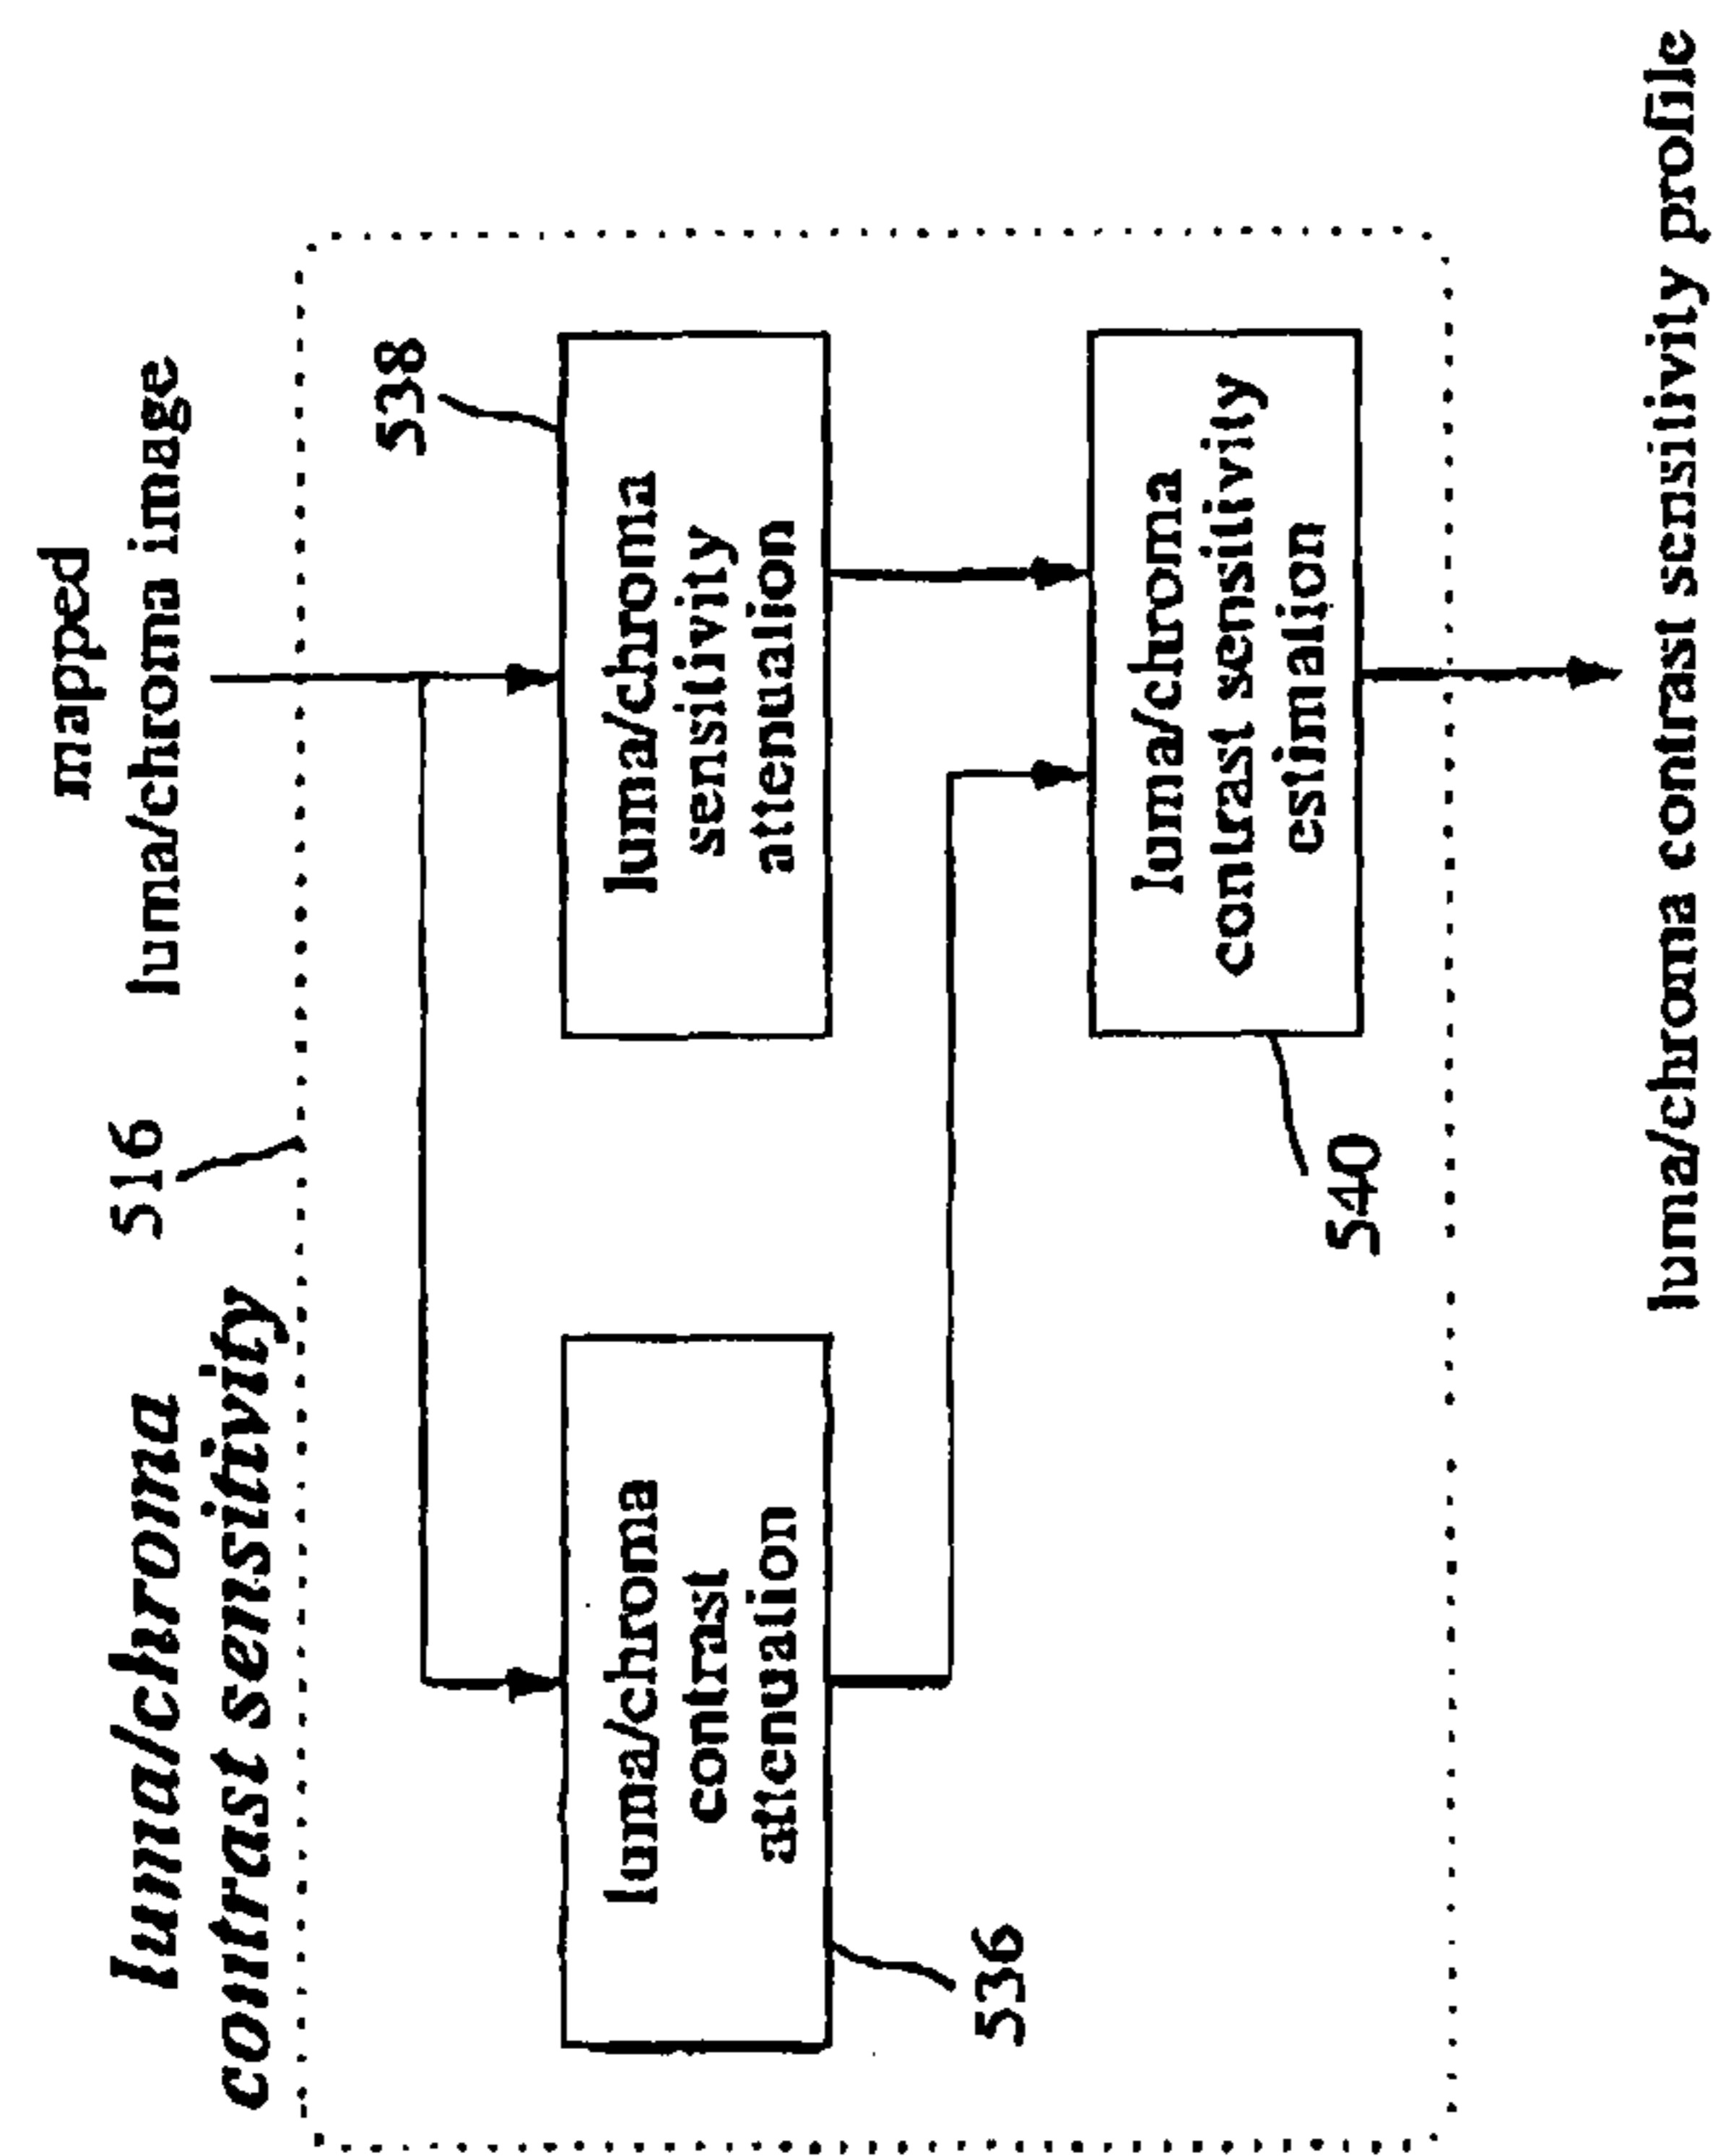 luma/chroma
contrast sensitivity
516
mapped
luma/chroma image
538
luma/chroma
contrast
attenuation
luma/chroma
sensitivity
attenuation
536
luma/chroma
contrast sensitivity
estimation
540
luma/chroma contrast sensitivity profile